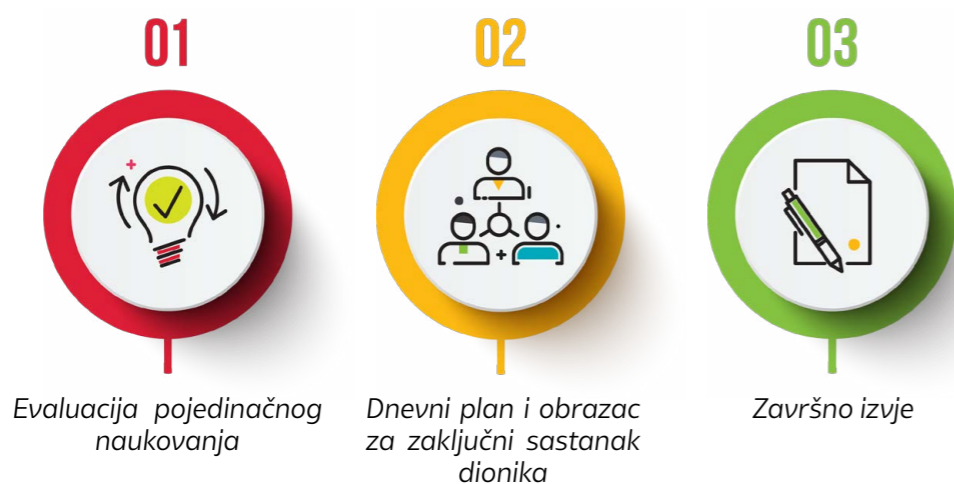 01
02
03
Evaluacija pojedinačnog
naukovanja
Dnevni plan i obrazac
za zaključni sastanak
dionika
Završno izvje